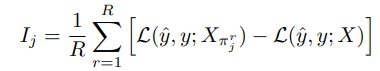 $I_j = \frac{1}{R} \sum_{r=1}^{R} \left[ \mathcal{L}(\hat{y}, y; X_{\pi_j^r}) - \mathcal{L}(\hat{y}, y; X) \right]$